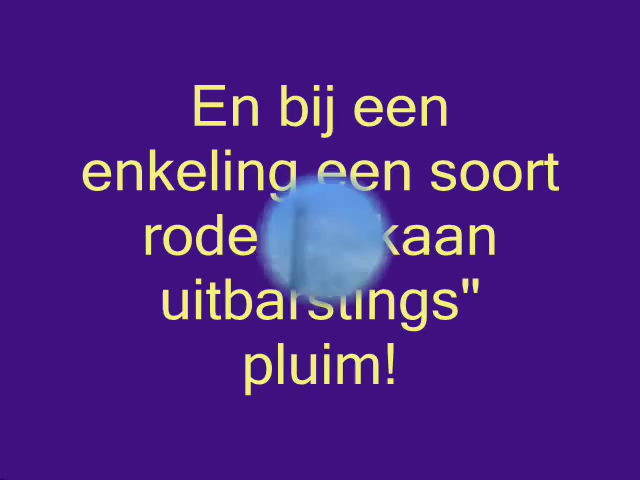 En bij een
enkeling een soort
rode
uitbarstings"
pluim!